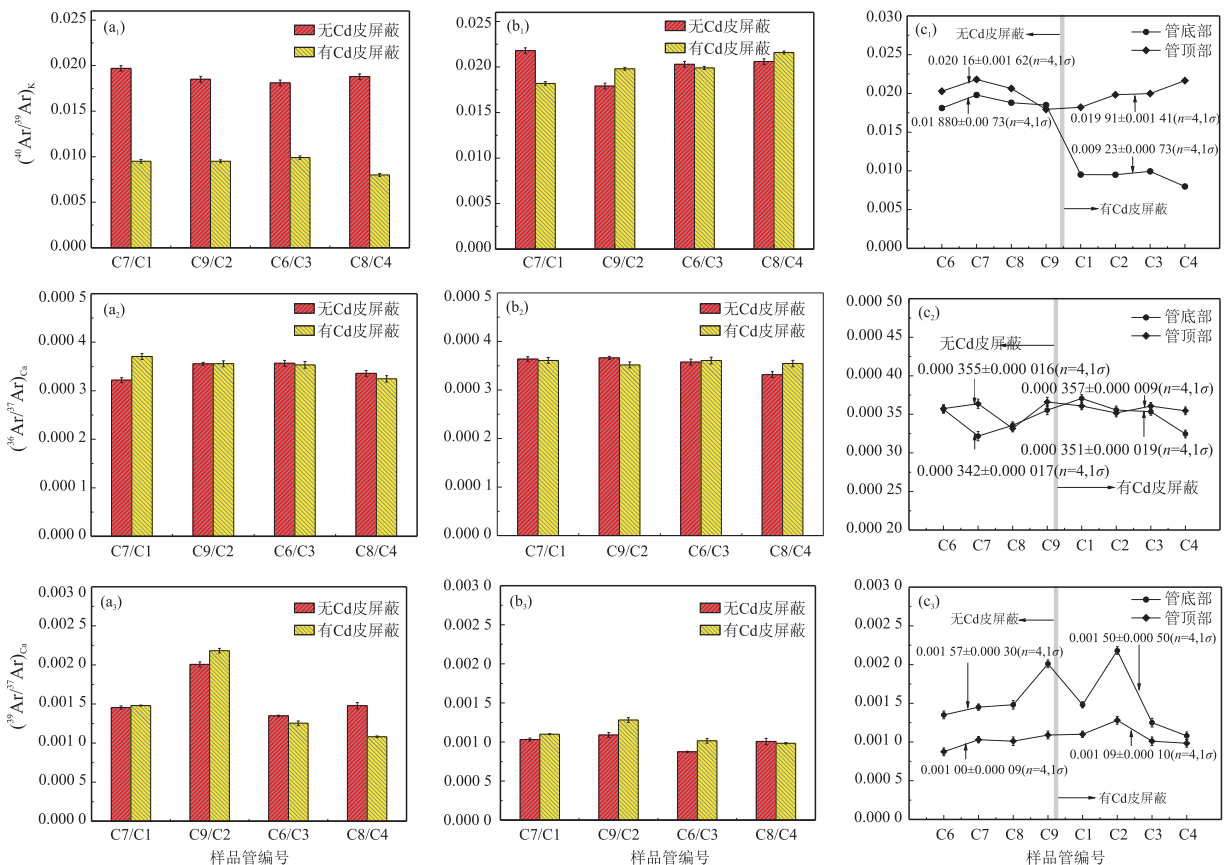 (a₁)
无Cd皮屏蔽
有Cd皮屏蔽
0.025
0.020
0.015
0.010
0.005
0.000
(⁴⁰Ar/³⁹Ar)K
C7/C1 C9/C2 C6/C3 C8/C4
(b₁)
无Cd皮屏蔽
有Cd皮屏蔽
0.025
0.020
0.015
0.010
0.005
0.000
C7/C1 C9/C2 C6/C3 C8/C4
(c₁)
管底部
管顶部
无Cd皮屏蔽
0.020 16±0.001 62(n=4,1σ)
0.01 880±0.00 73(n=4,1σ)
0.019 91±0.001 41(n=4,1σ)
0.009 23±0.000 73(n=4,1σ)
有Cd皮屏蔽
0.030
0.025
0.020
0.015
0.010
0.005
0.000
C6 C7 C8 C9 C1 C2 C3 C4
(a₂)
无Cd皮屏蔽
有Cd皮屏蔽
0.000 5
0.000 4
0.000 3
0.000 2
0.000 1
0.000 0
(³⁶Ar/³⁷Ar)Ca
C7/C1 C9/C2 C6/C3 C8/C4
(b₂)
无Cd皮屏蔽
有Cd皮屏蔽
0.000 5
0.000 4
0.000 3
0.000 2
0.000 1
0.000 0
C7/C1 C9/C2 C6/C3 C8/C4
(c₂)
管底部
管顶部
无Cd皮屏蔽
0.000 355±0.000 016(n=4,1σ)
0.000 357±0.000 009(n=4,1σ)
0.000 351±0.000 019(n=4,1σ)
0.000 342±0.000 017(n=4,1σ)
有Cd皮屏蔽
0.000 50
0.000 45
0.000 40
0.000 35
0.000 30
0.000 25
0.000 20
C6 C7 C8 C9 C1 C2 C3 C4
(a₃)
无Cd皮屏蔽
有Cd皮屏蔽
0.003 0
0.002 5
0.002 0
0.001 5
0.001 0
0.000 5
0.000 0
(³⁹Ar/³⁷Ar)Ca
C7/C1 C9/C2 C6/C3 C8/C4
样品管编号
(b₃)
无Cd皮屏蔽
有Cd皮屏蔽
0.003 0
0.002 5
0.002 0
0.001 5
0.001 0
0.000 5
0.000 0
C7/C1 C9/C2 C6/C3 C8/C4
样品管编号
(c₃)
管底部
管顶部
无Cd皮屏蔽
0.001 50±0.000 50(n=4,1σ)
0.001 57±0.000 30(n=4,1σ)
0.001 00±0.000 09(n=4,1σ)
0.001 09±0.000 10(n=4,1σ)
有Cd皮屏蔽
0.003 0
0.002 5
0.002 0
0.001 5
0.001 0
0.000 5
0.000 0
C6 C7 C8 C9 C1 C2 C3 C4
样品管编号